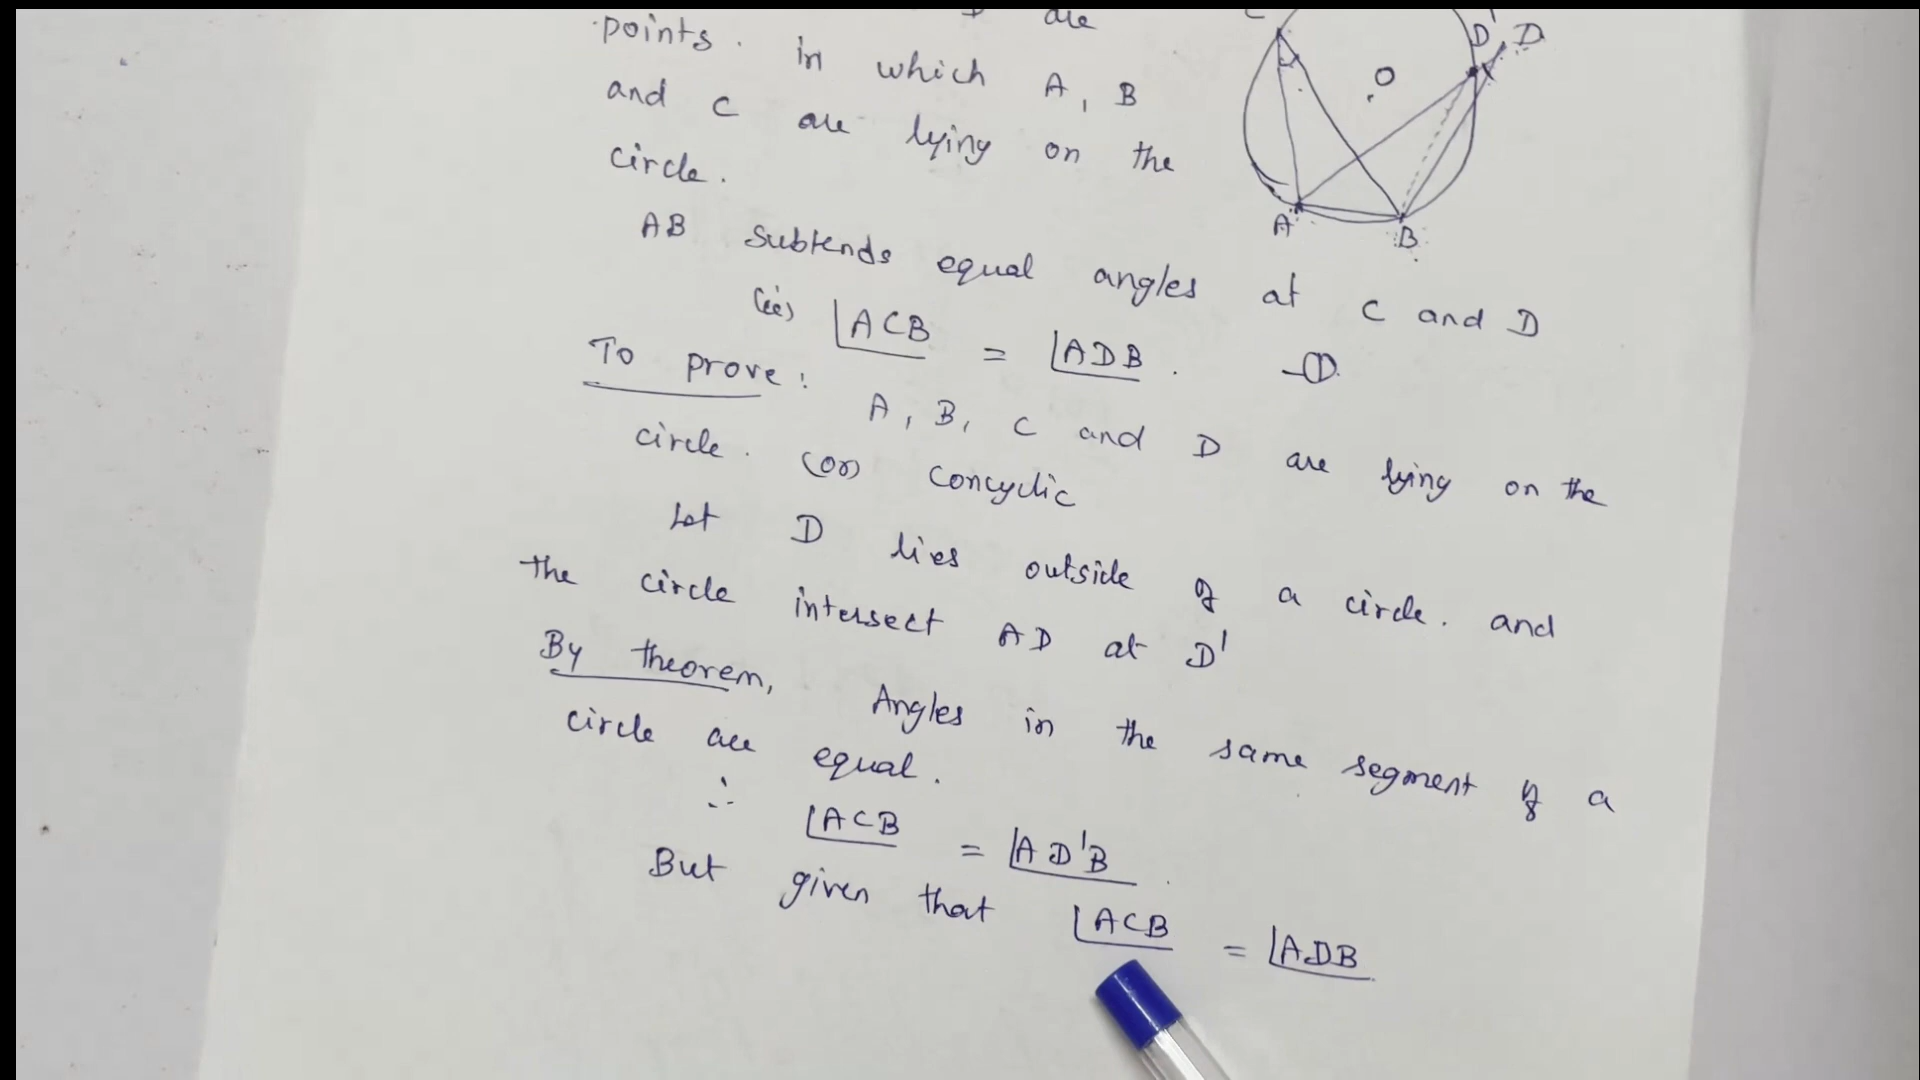 D are
points. in which A, B
and C are lying on the
circle.
AB subtends equal angles at C and D
(ie) ∠ACB = ∠ADB. —①
To prove: A, B, C and D are lying on the
circle. (or) concyclic
Let D lies outside of a circle. and
the circle intersect AD at D'
By theorem, Angles in the same segment of a
circle are equal.
∴ ∠ACB = ∠AD'B.
But given that ∠ACB = ∠ADB.
C
D' D
O
A
B